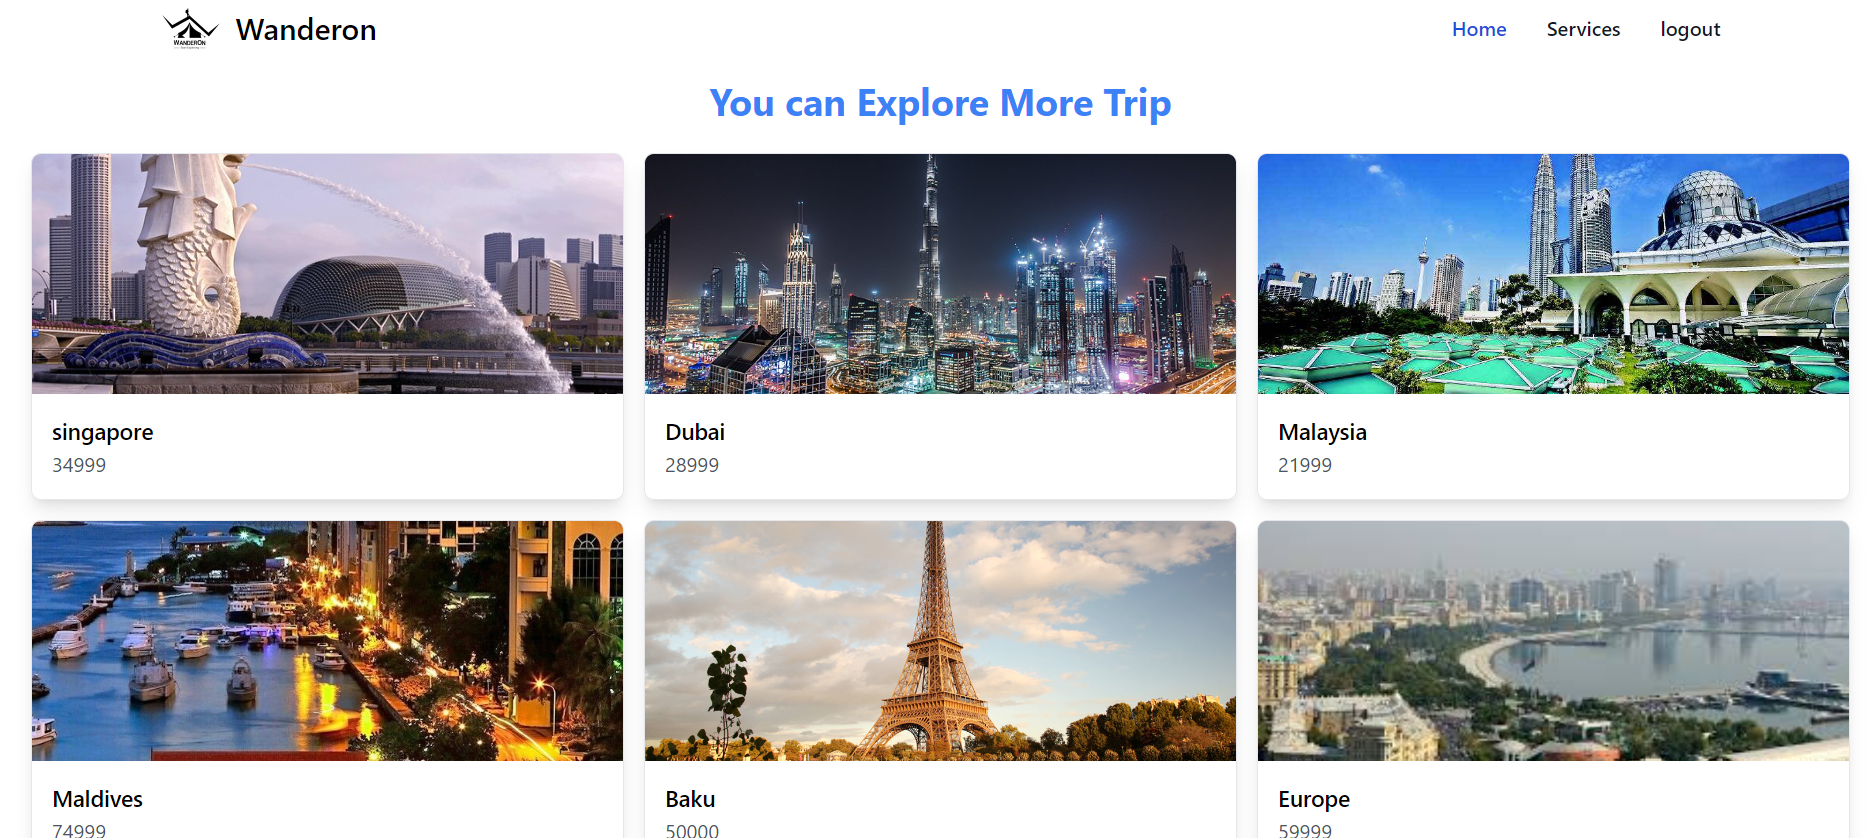 WANDERON
Wanderon
Home
Services
logout
You can Explore More Trip
singapore
34999
Dubai
28999
Malaysia
21999
Maldives
74999
Baku
50000
Europe
59999